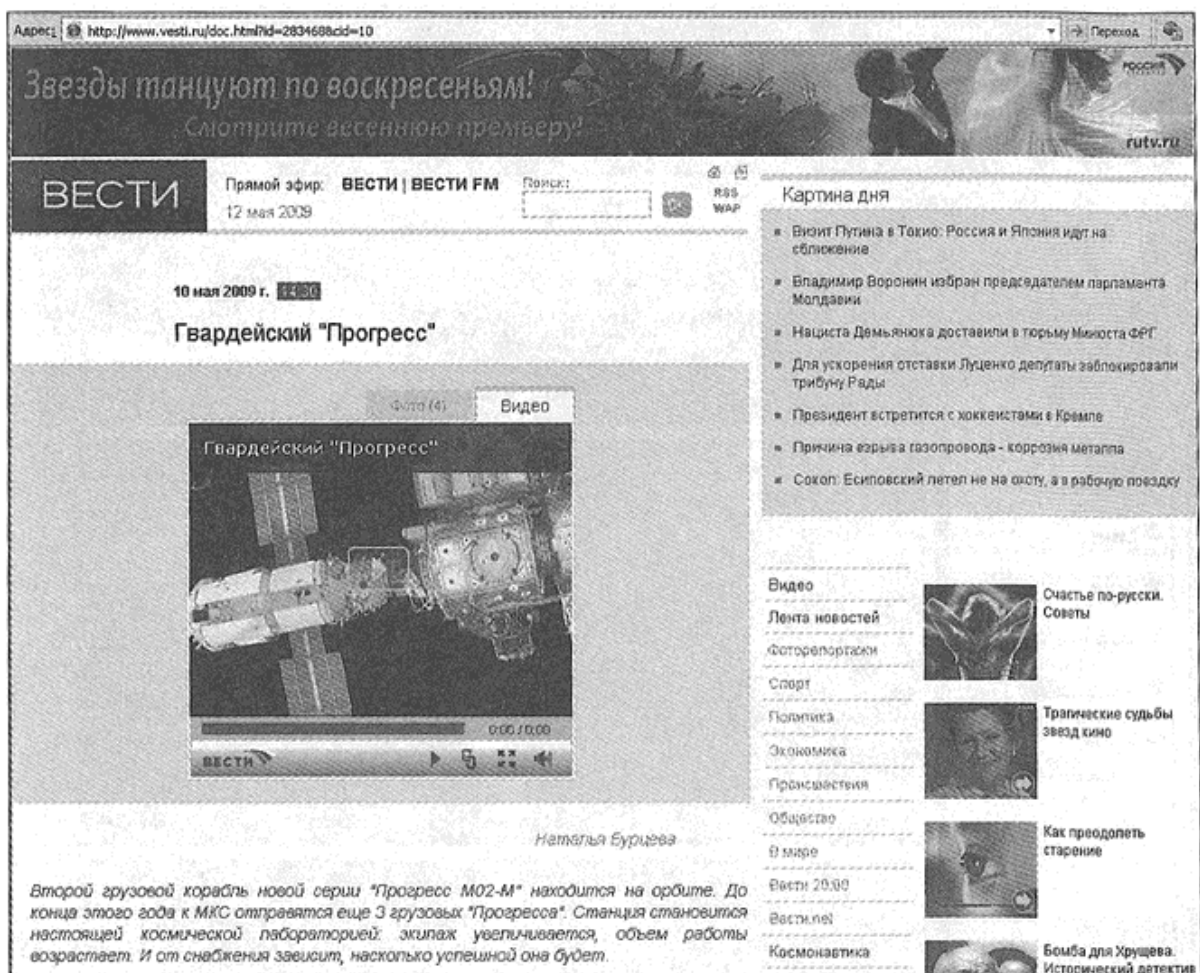 Адрес: http://www.vesti.ru/doc.html?id=283468&cid=10 Переход
Звезды танцуют по воскресеньям!
Смотрите весеннюю премьеру!
РОССИЯ
rutv.ru
ВЕСТИ
Прямой эфир: ВЕСТИ | ВЕСТИ FM
12 мая 2009
Поиск:
RSS
WAP
10 мая 2009 г.
Гвардейский "Прогресс"
Фото (4) Видео
Гвардейский "Прогресс"
0:00 / 0:00
ВЕСТИ
Наталья Бурцева
Второй грузовой корабль новой серии "Прогресс М02-М" находится на орбите. До
конца этого года к МКС отправятся еще 3 грузовых "Прогресса". Станция становится
настоящей космической лабораторией: экипаж увеличивается, объем работы
возрастает. И от снабжения зависит, насколько успешной она будет.
Картина дня
Визит Путина в Токио: Россия и Япония идут на
сближение
Владимир Воронин избран председателем парламента
Молдавии
Нациста Демьянюка доставили в тюрьму Минюста ФРГ
Для ускорения отставки Луценко депутаты заблокировали
трибуну Рады
Президент встретится с хоккеистами в Кремле
Причина взрыва газопровода - коррозия металла
Сокол: Есиповский летел не на охоту, а в рабочую поездку
Видео
Лента новостей
Фоторепортажи
Спорт
Политика
Экономика
Происшествия
Общество
В мире
Вести 20:00
Вести.net
Космонавтика
Счастье по-русски.
Советы
Трагические судьбы
звезд кино
Как преодолеть
старение
Бомба для Хрущева.
Исторический детектив